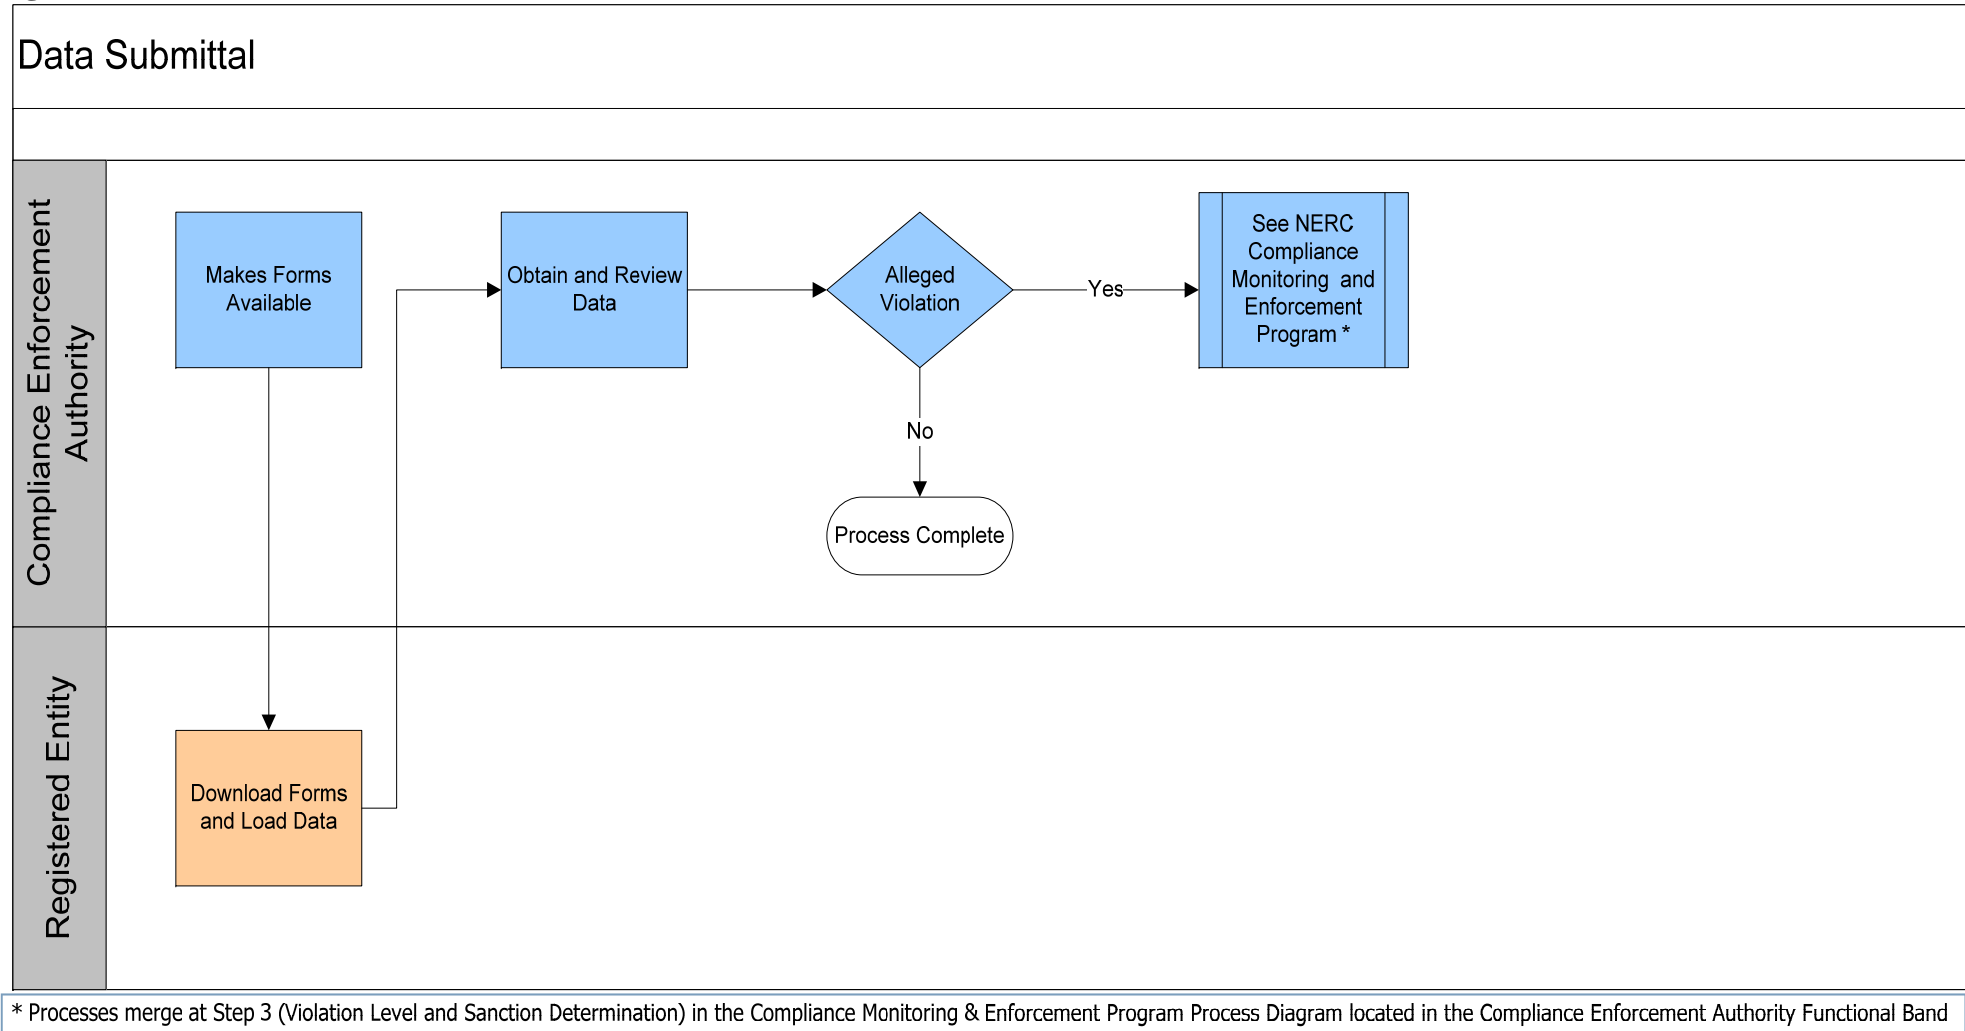 Data Submittal
Compliance Enforcement
Authority
Makes Forms
Available
Obtain and Review
Data
Alleged
Violation
Yes
See NERC
Compliance
Monitoring and
Enforcement
Program *
No
Process Complete
Registered Entity
Download Forms
and Load Data
* Processes merge at Step 3 (Violation Level and Sanction Determination) in the Compliance Monitoring & Enforcement Program Process Diagram located in the Compliance Enforcement Authority Functional Band